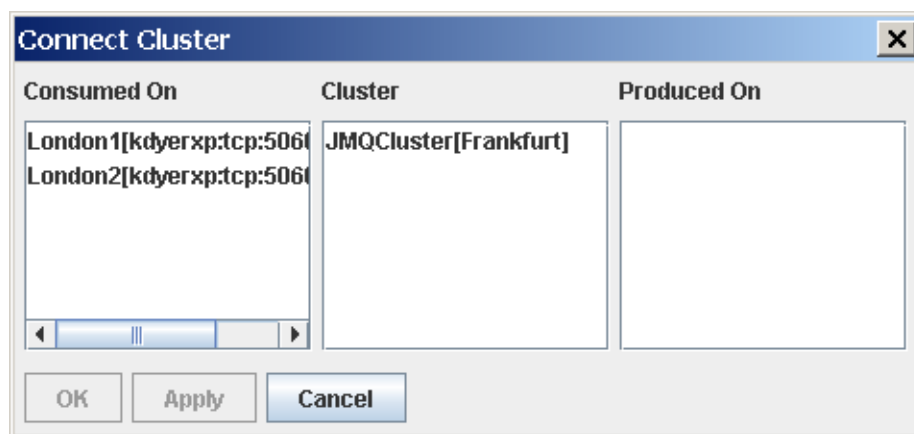 Connect Cluster
Consumed On
Cluster
Produced On
London1[kdyerxp:tcp:506
JMQCluster[Frankfurt]
London2[kdyerxp:tcp:506
OK
Apply
Cancel